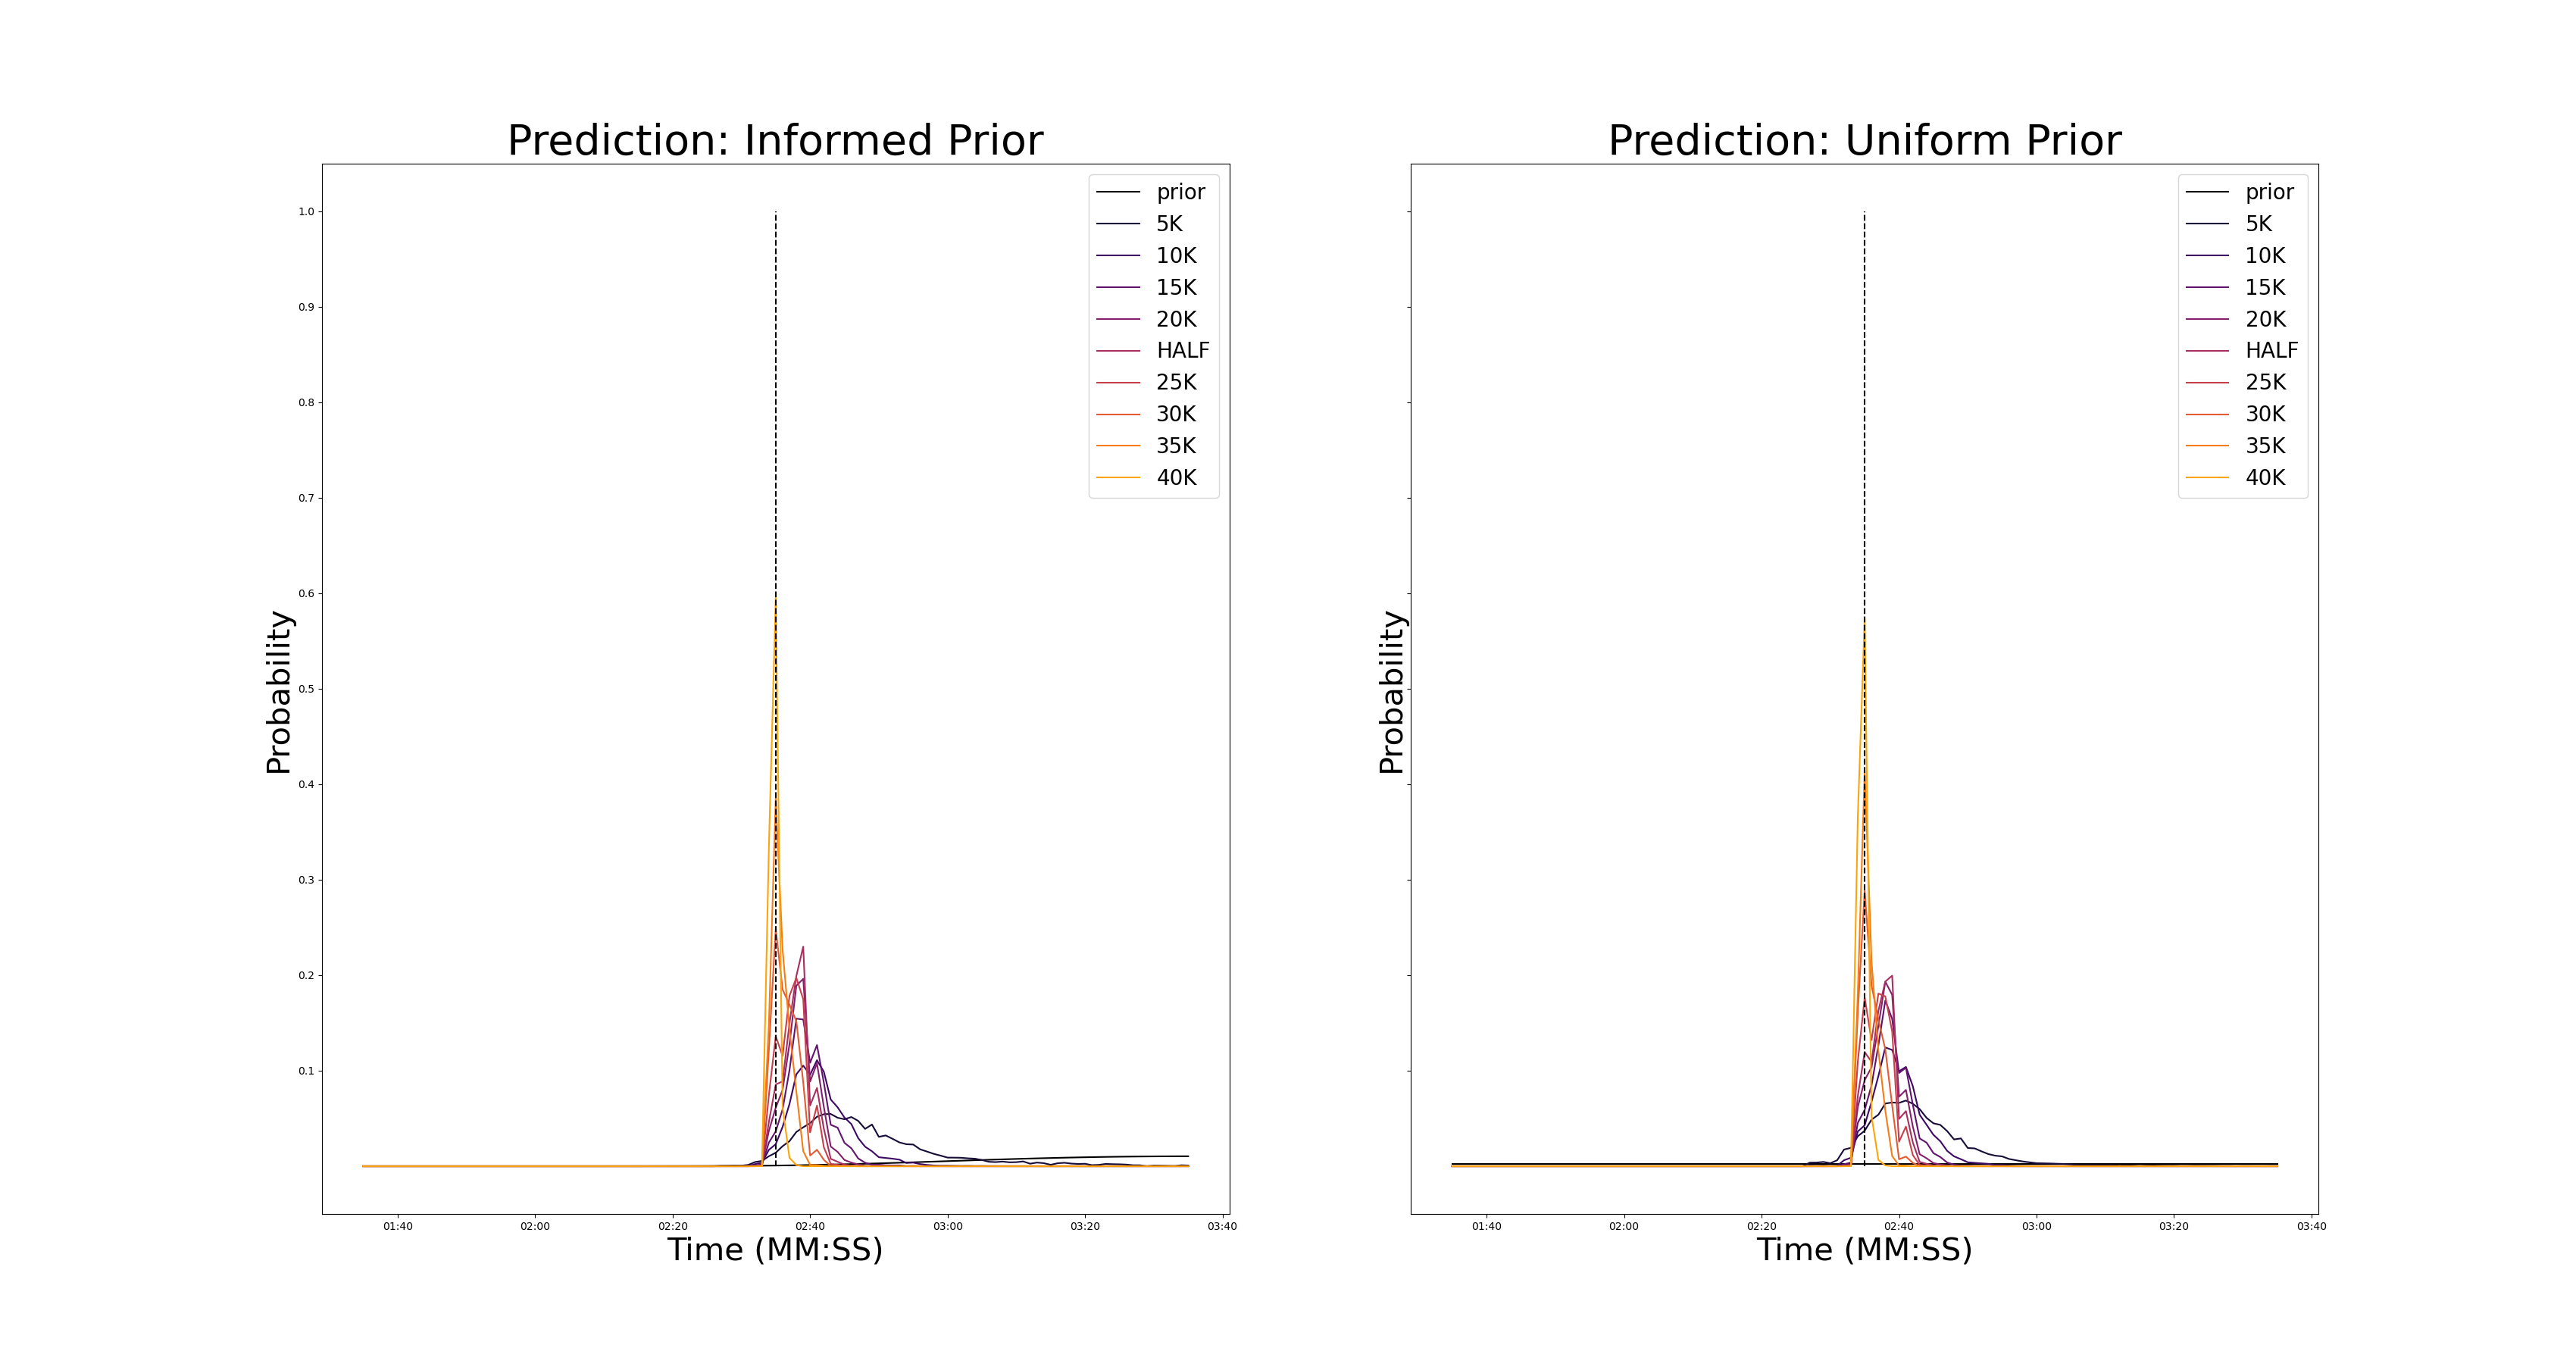 Prediction: Informed Prior
Probability
1.0
0.9
0.8
0.7
0.6
0.5
0.4
0.3
0.2
0.1
prior
5K
10K
15K
20K
HALF
25K
30K
35K
40K
01:40 02:00 02:20 02:40 03:00 03:20 03:40
Time (MM:SS)
Prediction: Uniform Prior
Probability
prior
5K
10K
15K
20K
HALF
25K
30K
35K
40K
01:40 02:00 02:20 02:40 03:00 03:20 03:40
Time (MM:SS)